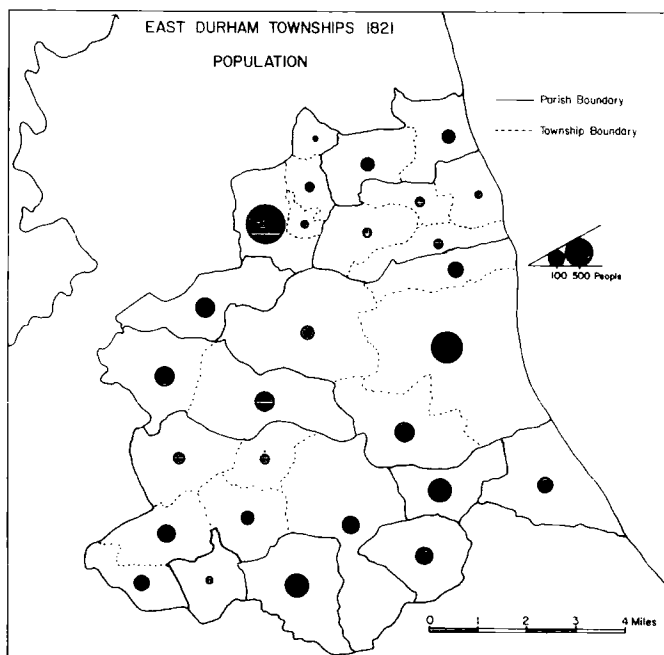 EAST DURHAM TOWNSHIPS 1821
POPULATION
Parish Boundary
Township Boundary
100 500 People
0 1 2 3 4 Miles